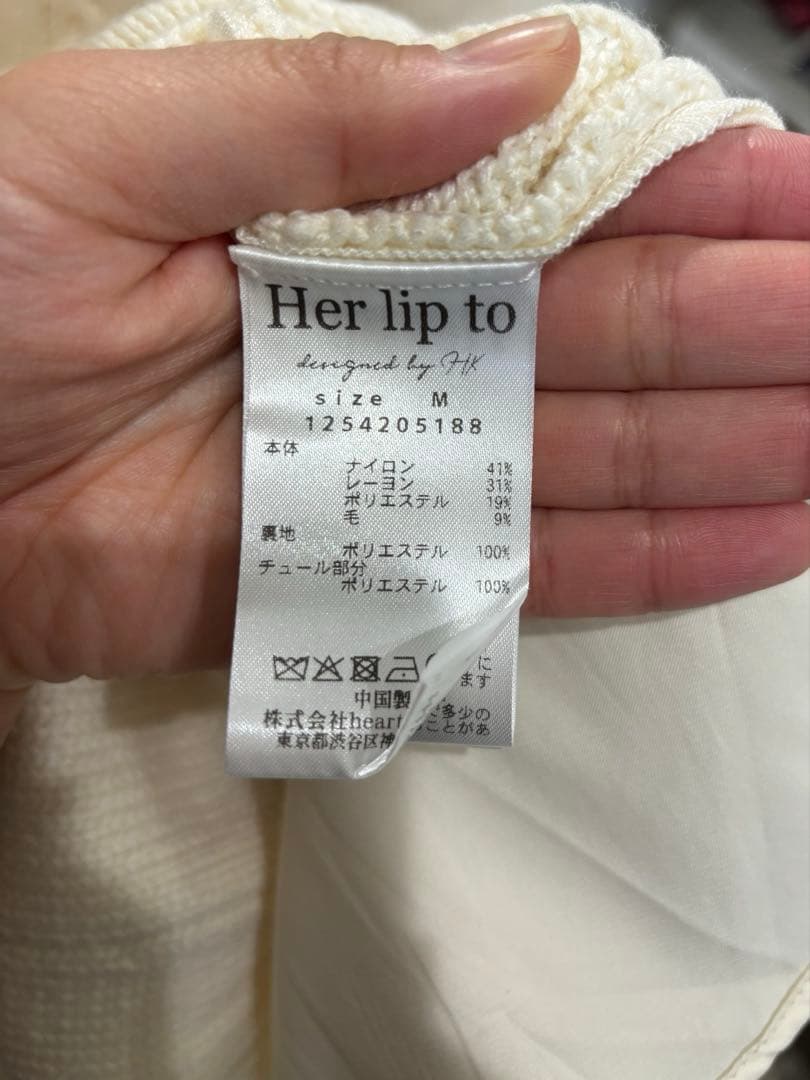 Her lip to
designed by HK
size M
1254205188
本体
ナイロン 41%
レーヨン 31%
ポリエステル 19%
毛 9%
裏地
ポリエステル 100%
チュール部分
ポリエステル 100%
に
ます
中国製
株式会社heart
多少の
ことがあ
東京都渋谷区神